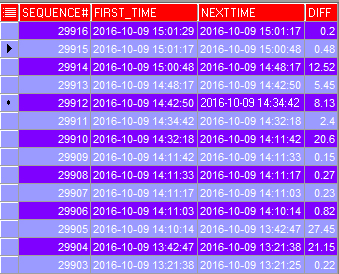 SEQUENCE# FIRST_TIME NEXTTIME DIFF
29916 2016-10-09 15:01:29 2016-10-09 15:01:17 0.2
29915 2016-10-09 15:01:17 2016-10-09 15:00:48 0.48
29914 2016-10-09 15:00:48 2016-10-09 14:48:17 12.52
29913 2016-10-09 14:48:17 2016-10-09 14:42:50 5.45
29912 2016-10-09 14:42:50 2016-10-09 14:34:42 8.13
29911 2016-10-09 14:34:42 2016-10-09 14:32:18 2.4
29910 2016-10-09 14:32:18 2016-10-09 14:11:42 20.6
29909 2016-10-09 14:11:42 2016-10-09 14:11:33 0.15
29908 2016-10-09 14:11:33 2016-10-09 14:11:17 0.27
29907 2016-10-09 14:11:17 2016-10-09 14:11:03 0.23
29906 2016-10-09 14:11:03 2016-10-09 14:10:14 0.82
29905 2016-10-09 14:10:14 2016-10-09 13:42:47 27.45
29904 2016-10-09 13:42:47 2016-10-09 13:21:38 21.15
29903 2016-10-09 13:21:38 2016-10-09 13:21:25 0.22